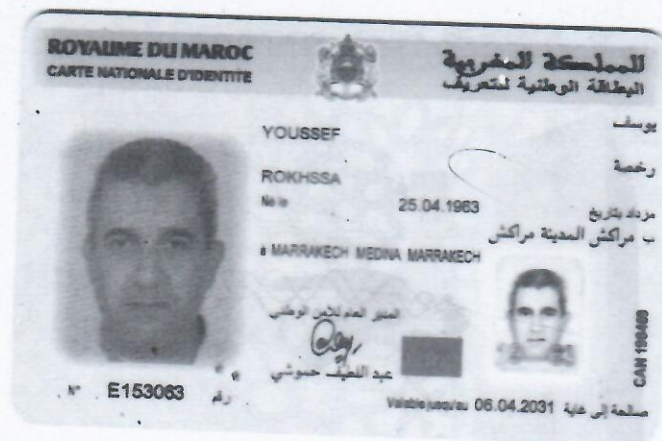 ROYAUME DU MAROC
المملكة المغربية
CARTE NATIONALE D'IDENTITE
البطاقة الوطنية للتعريف
YOUSSEF
يوسف
ROKHSSA
رخصة
Né le 25.04.1963 مزداد بتاريخ
ب مراكش المدينة مراكش
à MARRAKECH MEDINA MARRAKECH
المدير العام للأمن الوطني
عبد اللطيف حموشي
N° E153063 رقم
Valable jusqu'au 06.04.2031 صالحة إلى غاية
CAN